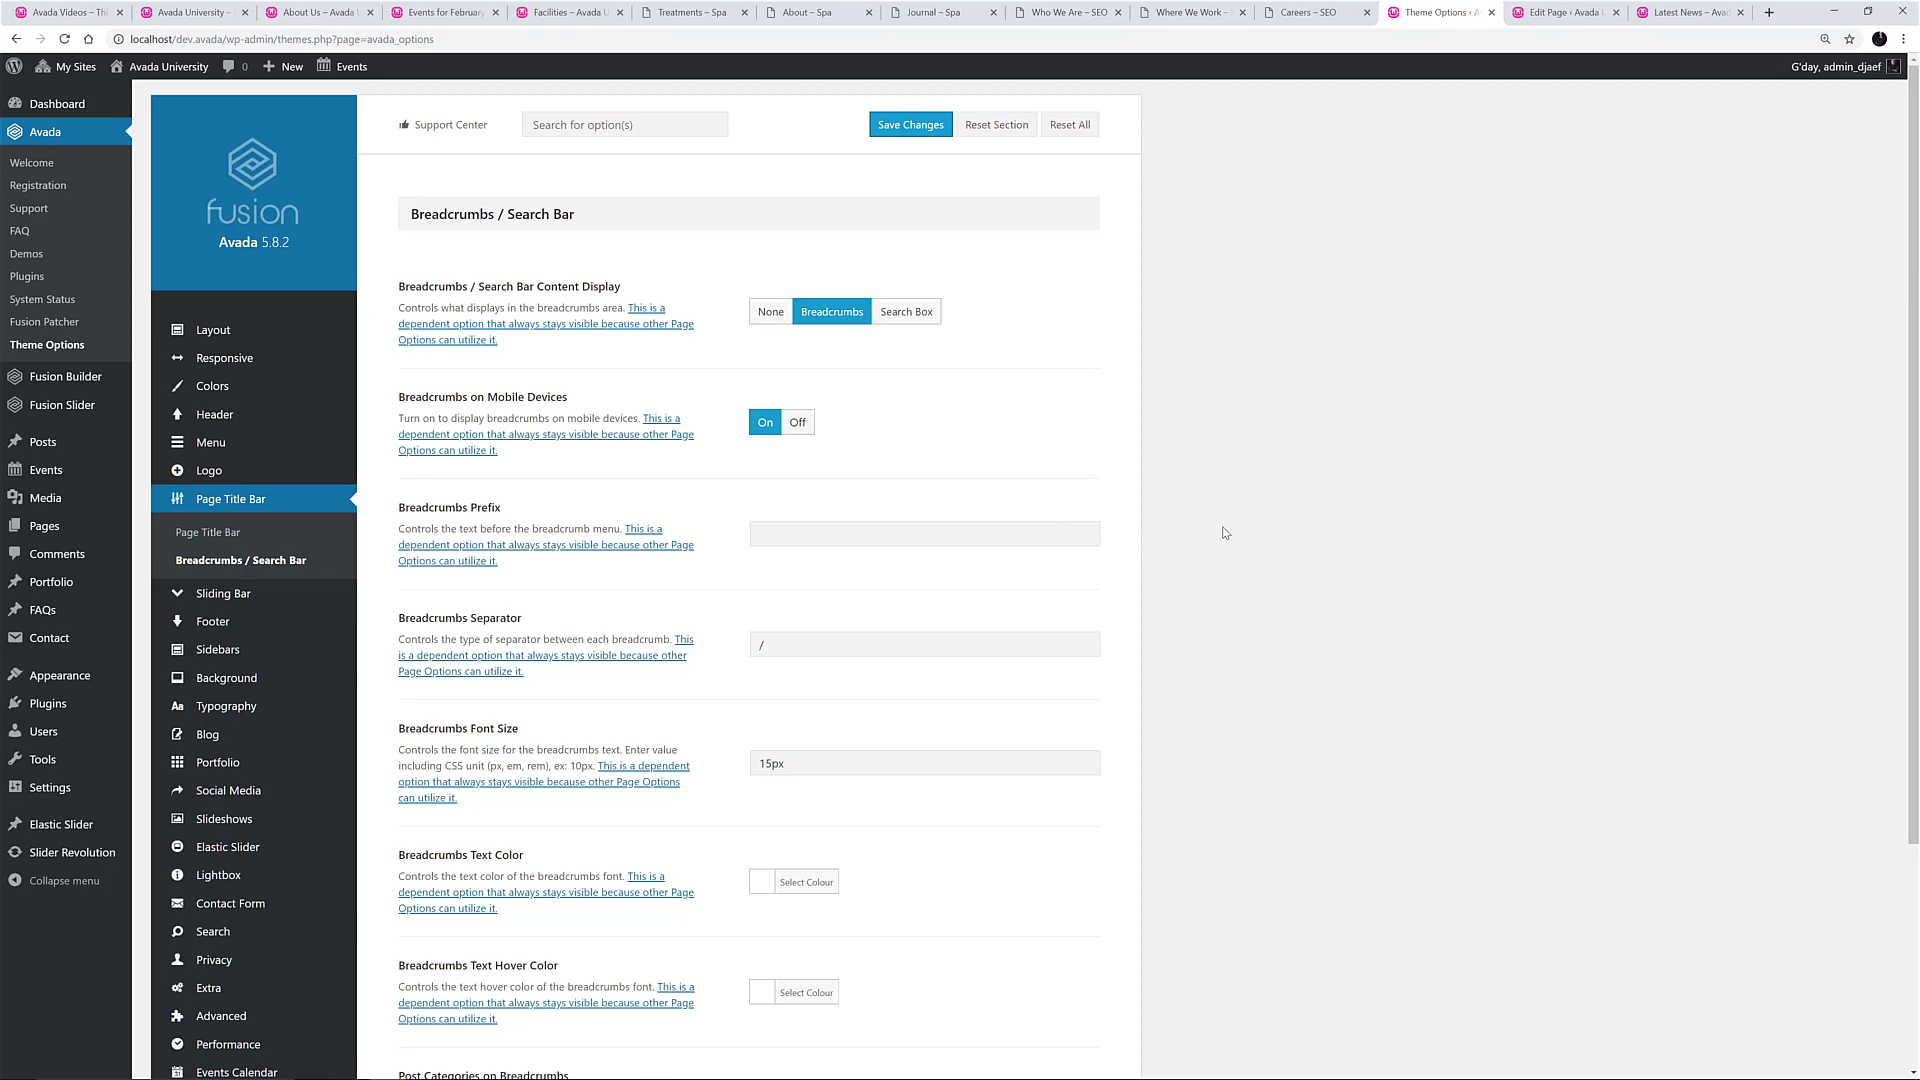 Avada Videos – Th
Avada University –
About Us – Avada
Events for February
Facilities – Avada U
Treatments – Spa
About – Spa
Journal – Spa
Who We Are – SEO
Where We Work –
Careers – SEO
Theme Options ‹ A
Edit Page ‹ Avada
Latest News – Avad
localhost/dev.avada/wp-admin/themes.php?page=avada_options
My Sites
Avada University
0
New
Events
G'day, admin_djaef
Dashboard
Avada
Welcome
Registration
Support
FAQ
Demos
Plugins
System Status
Fusion Patcher
Theme Options
Fusion Builder
Fusion Slider
Posts
Events
Media
Pages
Comments
Portfolio
FAQs
Contact
Appearance
Plugins
Users
Tools
Settings
Elastic Slider
Slider Revolution
Collapse menu
fusion
Avada 5.8.2
Layout
Responsive
Colors
Header
Menu
Logo
Page Title Bar
Page Title Bar
Breadcrumbs / Search Bar
Sliding Bar
Footer
Sidebars
Background
Aa Typography
Blog
Portfolio
Social Media
Slideshows
Elastic Slider
Lightbox
Contact Form
Search
Privacy
Extra
Advanced
Performance
Events Calendar
Support Center
Search for option(s)
Save Changes
Reset Section
Reset All
Breadcrumbs / Search Bar
Breadcrumbs / Search Bar Content Display
Controls what displays in the breadcrumbs area. This is a
dependent option that always stays visible because other Page
Options can utilize it.
None
Breadcrumbs
Search Box
Breadcrumbs on Mobile Devices
Turn on to display breadcrumbs on mobile devices. This is a
dependent option that always stays visible because other Page
Options can utilize it.
On
Off
Breadcrumbs Prefix
Controls the text before the breadcrumb menu. This is a
dependent option that always stays visible because other Page
Options can utilize it.
Breadcrumbs Separator
Controls the type of separator between each breadcrumb. This
is a dependent option that always stays visible because other
Page Options can utilize it.
/
Breadcrumbs Font Size
Controls the font size for the breadcrumbs text. Enter value
including CSS unit (px, em, rem), ex: 10px. This is a dependent
option that always stays visible because other Page Options
can utilize it.
15px
Breadcrumbs Text Color
Controls the text color of the breadcrumbs font. This is a
dependent option that always stays visible because other Page
Options can utilize it.
Select Colour
Breadcrumbs Text Hover Color
Controls the text hover color of the breadcrumbs font. This is a
dependent option that always stays visible because other Page
Options can utilize it.
Select Colour
Post Categories on Breadcrumbs